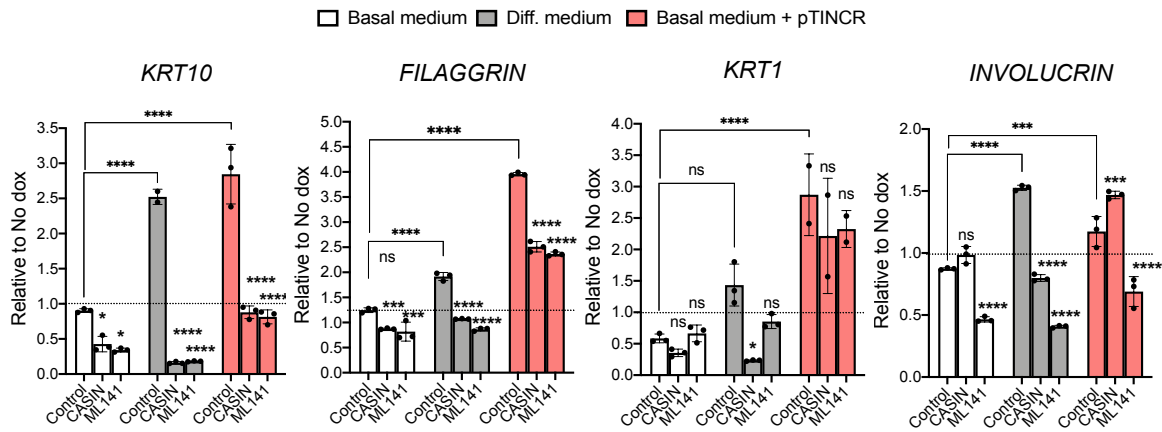 Basal medium Diff. medium Basal medium + pTINCR
KRT10
Relative to No dox
3.5
3.0
2.5
2.0
1.5
1.0
0.5
0.0
****
****
* *
**** ****
**** ****
Control CASIN ML141 Control CASIN ML141 Control CASIN ML141
FILAGGRIN
Relative to No dox
5.0
4.5
4.0
3.5
3.0
2.5
2.0
1.5
1.0
0.5
0.0
****
****
ns
*** ***
**** ****
**** ****
Control CASIN ML141 Control CASIN ML141 Control CASIN ML141
KRT1
Relative to No dox
4.0
3.5
3.0
2.5
2.0
1.5
1.0
0.5
0.0
****
ns
ns ns
* ns
ns ns
Control CASIN ML141 Control CASIN ML141 Control CASIN ML141
INVOLUCRIN
Relative to No dox
2.0
1.5
1.0
0.5
0.0
***
****
ns ****
**** ****
*** ****
Control CASIN ML141 Control CASIN ML141 Control CASIN ML141